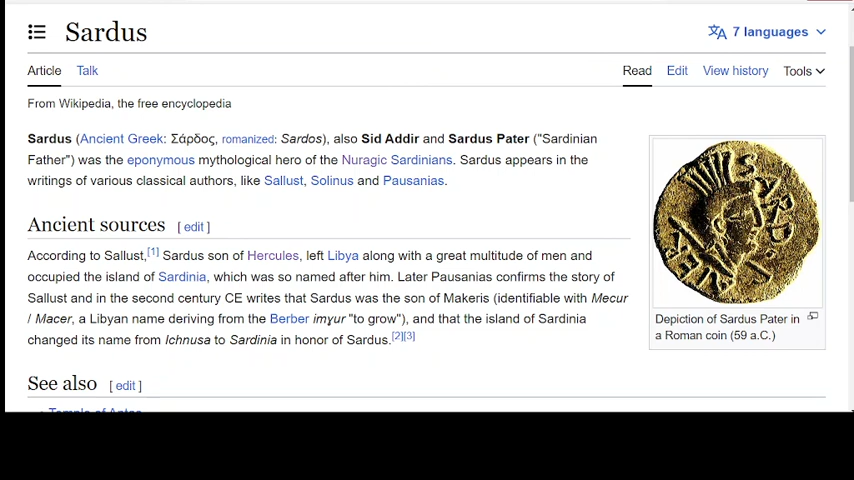 Sardus
7 languages
Article Talk Read Edit View history Tools
From Wikipedia, the free encyclopedia
Sardus (Ancient Greek: Σάρδος, romanized: Sardos), also Sid Addir and Sardus Pater ("Sardinian
Father") was the eponymous mythological hero of the Nuragic Sardinians. Sardus appears in the
writings of various classical authors, like Sallust, Solinus and Pausanias.
Ancient sources [ edit ]
According to Sallust,[1] Sardus son of Hercules, left Libya along with a great multitude of men and
occupied the island of Sardinia, which was so named after him. Later Pausanias confirms the story of
Sallust and in the second century CE writes that Sardus was the son of Makeris (identifiable with Mecur
/ Macer, a Libyan name deriving from the Berber imɣur "to grow"), and that the island of Sardinia
changed its name from Ichnusa to Sardinia in honor of Sardus.[2][3]
Depiction of Sardus Pater in
a Roman coin (59 a.C.)
See also [ edit ]
Temple of Antas